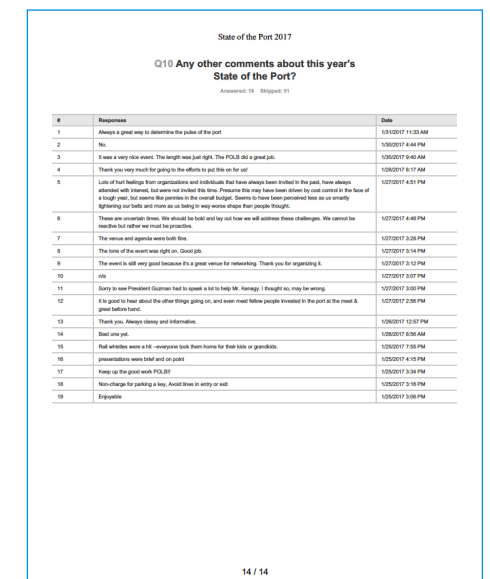 State of the Port 2017
Q10 Any other comments about this year's
State of the Port?
Answered: 19 Skipped: 51
# Responses Date
1 Always a great way to determine the pulse of the port 1/31/2017 11:33 AM
2 No. 1/30/2017 4:44 PM
3 It was a very nice event. The length was just right. The POLB did a great job. 1/30/2017 9:40 AM
4 Thank you very much for going to the efforts to put this on for us! 1/28/2017 6:17 AM
5 Lots of hurt feelings from organizations and individuals that have always been invited in the past, have always 1/27/2017 4:51 PM
attended with interest, but were not invited this time. Presume this may have been driven by cost control in the face of
a tough year, but seems like pennies in the overall budget. Seems to have been perceived less as us smartly
tightening our belts and more as us being in way worse shape than people thought.
6 These are uncertain times. We should be bold and lay out how we will address these challenges. We cannot be 1/27/2017 4:46 PM
reactive but rather we must be proactive.
7 The venue and agenda were both fine. 1/27/2017 3:28 PM
8 The tone of the event was right on. Good job. 1/27/2017 3:14 PM
9 The event is still very good because it's a great venue for networking. Thank you for organizing it. 1/27/2017 3:12 PM
10 n/a 1/27/2017 3:07 PM
11 Sorry to see President Guzman had to speak a lot to help Mr. Kenagy. I thought so, may be wrong. 1/27/2017 3:00 PM
12 It is good to hear about the other things going on, and even meet fellow people invested in the port at the meet & 1/27/2017 2:56 PM
greet before hand.
13 Thank you. Always classy and informative. 1/26/2017 12:57 PM
14 Best one yet. 1/26/2017 8:56 AM
15 Rail whistles were a hit --everyone took them home for their kids or grandkids. 1/25/2017 7:55 PM
16 presentations were brief and on point 1/25/2017 4:15 PM
17 Keep up the good work POLB!! 1/25/2017 3:34 PM
18 Non-charge for parking a key, Avoid lines in entry or exit 1/25/2017 3:16 PM
19 Enjoyable 1/25/2017 3:06 PM
14 / 14